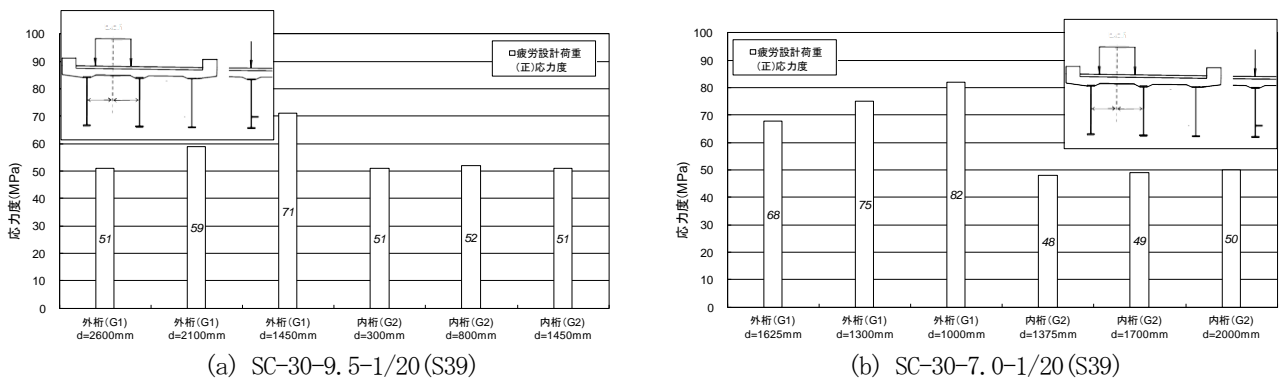 100
90
80
70
60
50
40
30
20
10
0
応力度(MPa)
□疲労設計荷重
(正)応力度
51
59
71
51
52
51
外桁(G1)
d=2600mm
外桁(G1)
d=2100mm
外桁(G1)
d=1450mm
内桁(G2)
d=300mm
内桁(G2)
d=800mm
内桁(G2)
d=1450mm
(a) SC-30-9.5-1/20(S39)
100
90
80
70
60
50
40
30
20
10
0
応力度(MPa)
□疲労設計荷重
(正)応力度
68
75
82
48
49
50
外桁(G1)
d=1625mm
外桁(G1)
d=1300mm
外桁(G1)
d=1000mm
内桁(G2)
d=1375mm
内桁(G2)
d=1700mm
内桁(G2)
d=2000mm
(b) SC-30-7.0-1/20(S39)